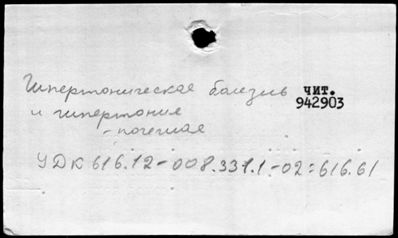 Гипертоническая болезнь чит.
942903
и гипертония
- почечная
УДК 616.12-008.331.1-02:616.61